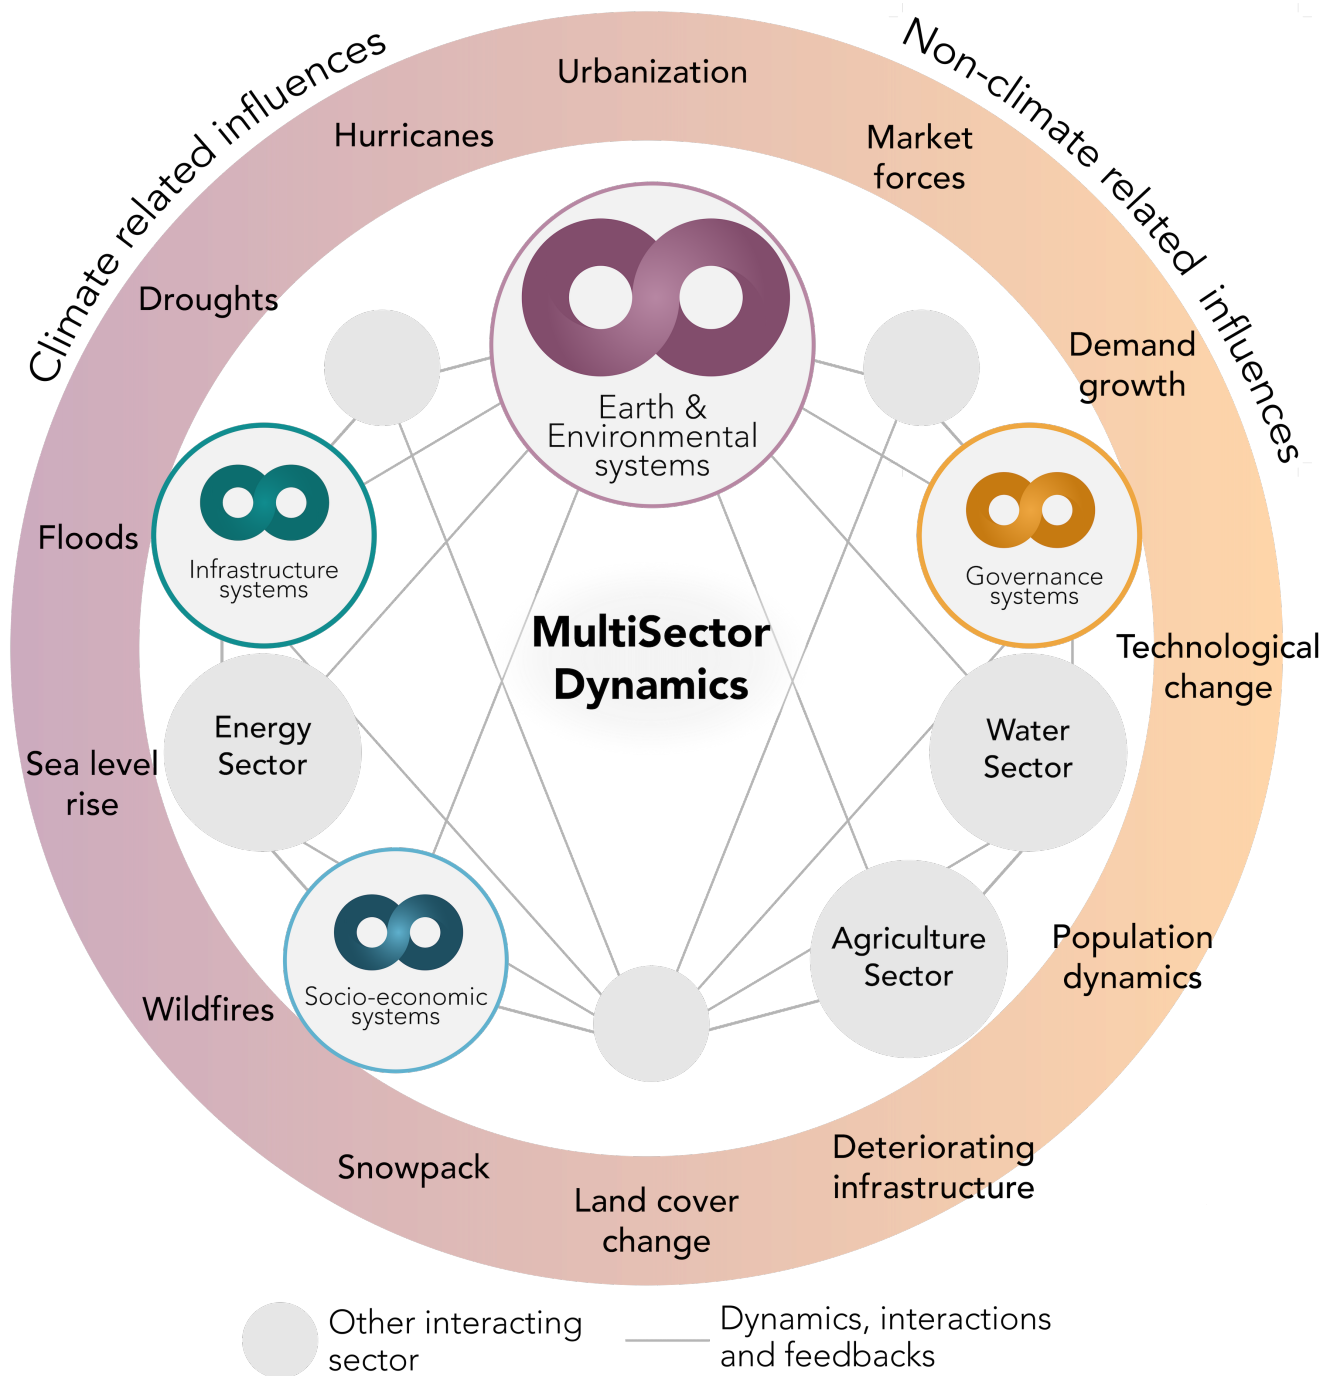 Climate related influences
Non-climate related influences
Urbanization
Hurricanes
Market
forces
Droughts
Demand
growth
Earth &
Environmental
systems
Floods
Infrastructure
systems
Governance
systems
MultiSector
Dynamics
Technological
change
Energy
Sector
Water
Sector
Sea level
rise
Agriculture
Sector
Population
dynamics
Socio-economic
systems
Wildfires
Snowpack
Land cover
change
Deteriorating
infrastructure
Other interacting
sector
Dynamics, interactions
and feedbacks